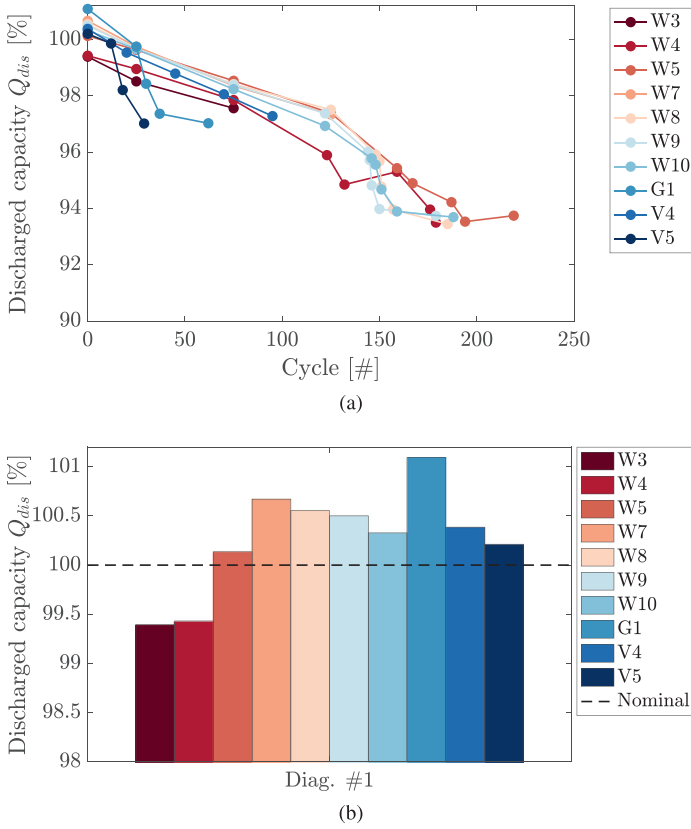 Discharged capacity Q_dis [%]
100
98
96
94
92
90
0
50
100
150
200
250
Cycle [#]
W3
W4
W5
W7
W8
W9
W10
G1
V4
V5
(a)
Discharged capacity Q_dis [%]
101
100.5
100
99.5
99
98.5
98
Diag. #1
W3
W4
W5
W7
W8
W9
W10
G1
V4
V5
Nominal
(b)